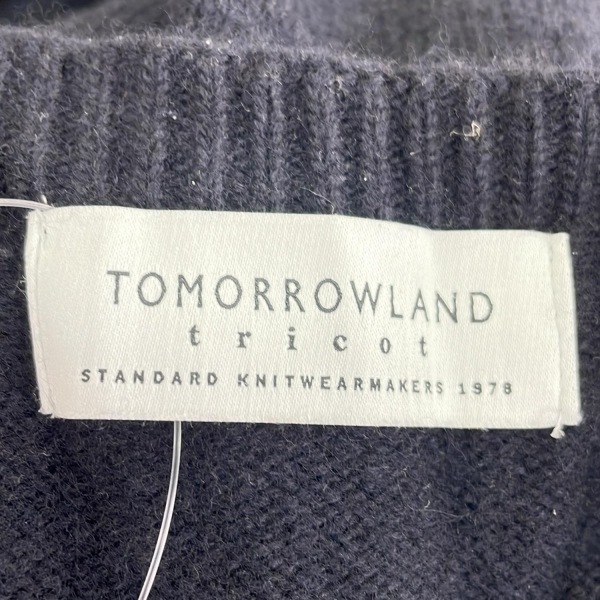 TOMORROWLAND
tricot
STANDARD KNITWEARMAKERS 1978